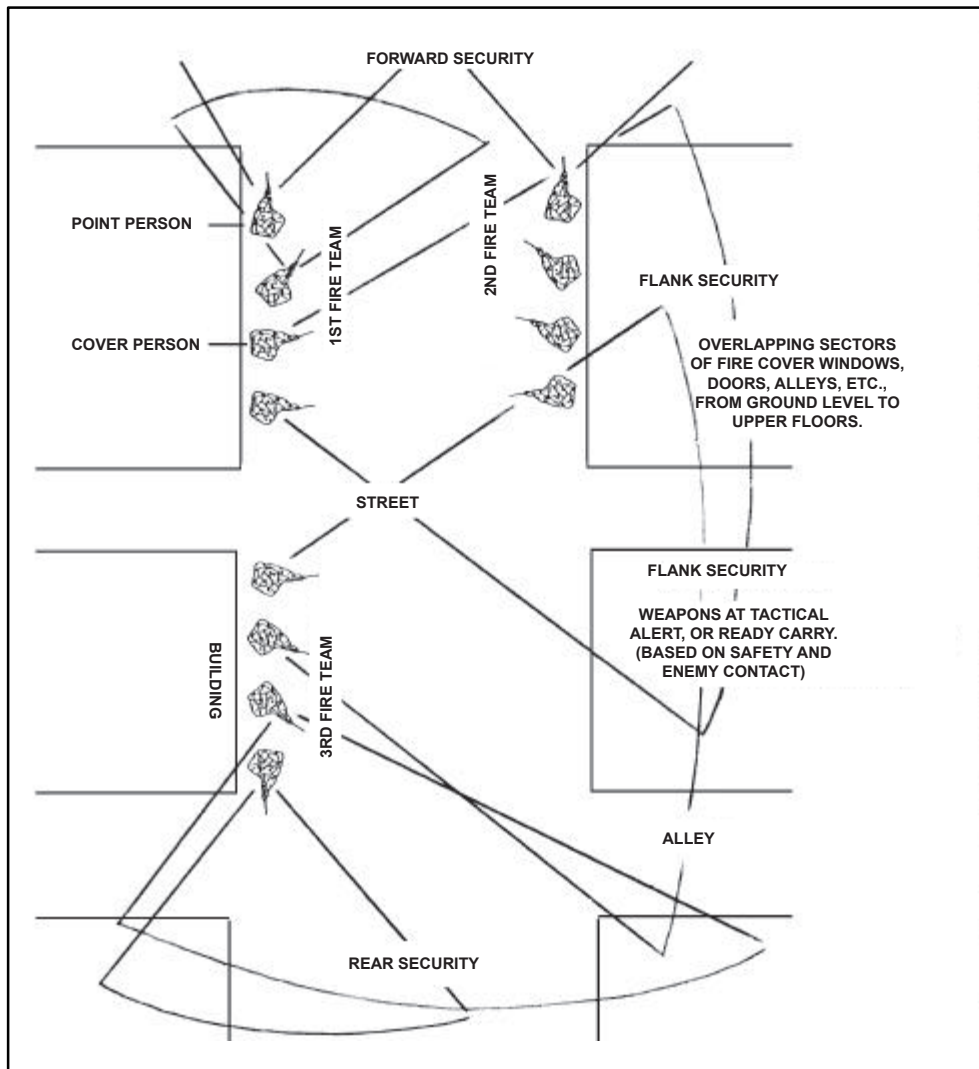 FORWARD SECURITY
POINT PERSON
1ST FIRE TEAM
2ND FIRE TEAM
FLANK SECURITY
COVER PERSON
OVERLAPPING SECTORS
OF FIRE COVER WINDOWS,
DOORS, ALLEYS, ETC.,
FROM GROUND LEVEL TO
UPPER FLOORS.
STREET
FLANK SECURITY
WEAPONS AT TACTICAL
ALERT, OR READY CARRY.
(BASED ON SAFETY AND
ENEMY CONTACT)
BUILDING
3RD FIRE TEAM
ALLEY
REAR SECURITY